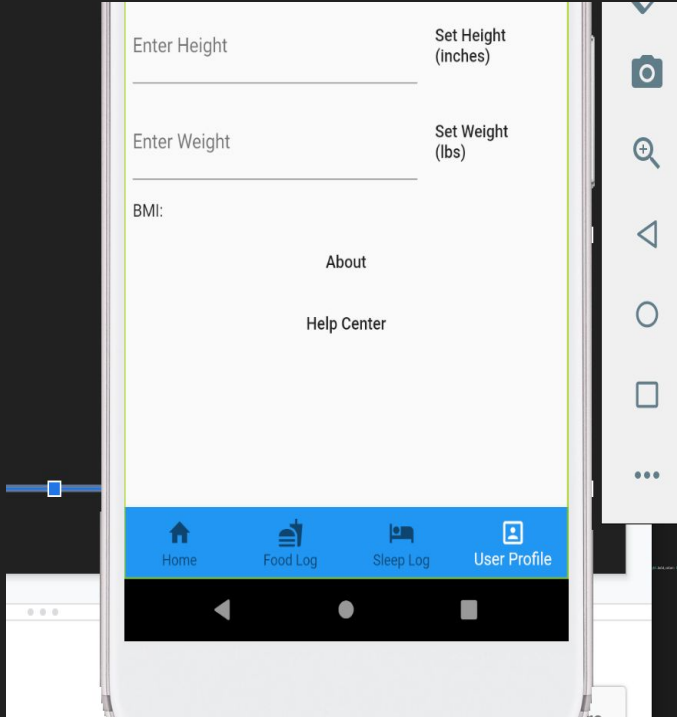 Enter Height
Set Height
(inches)
Enter Weight
Set Weight
(lbs)
BMI:
About
Help Center
Home
Food Log
Sleep Log
User Profile